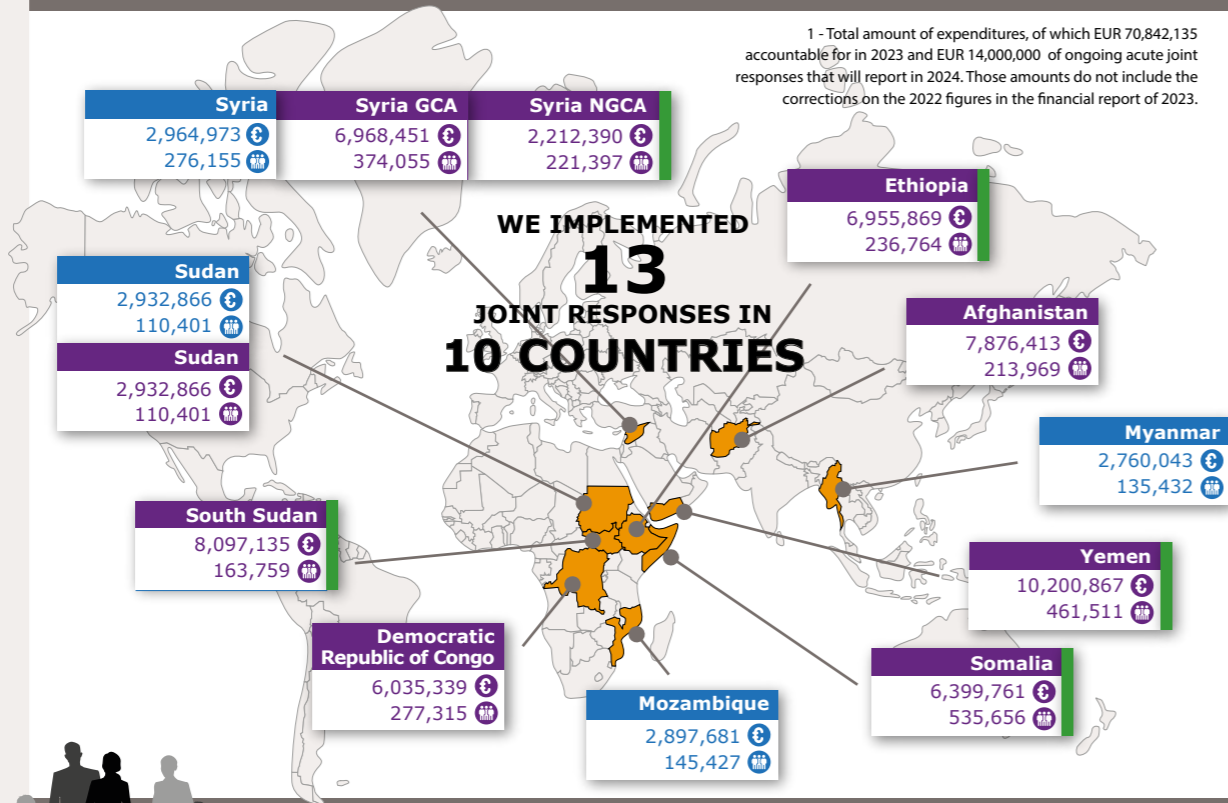 1 - Total amount of expenditures, of which EUR 70,842,135
accountable for in 2023 and EUR 14,000,000 of ongoing acute joint
responses that will report in 2024. Those amounts do not include the
corrections on the 2022 figures in the financial report of 2023.
Syria
2,964,973 €
276,155
Syria GCA
6,968,451 €
374,055
Syria NGCA
2,212,390 €
221,397
Ethiopia
6,955,869 €
236,764
WE IMPLEMENTED
13
JOINT RESPONSES IN
10 COUNTRIES
Sudan
2,932,866 €
110,401
Sudan
2,932,866 €
110,401
Afghanistan
7,876,413 €
213,969
Myanmar
2,760,043 €
135,432
South Sudan
8,097,135 €
163,759
Yemen
10,200,867 €
461,511
Democratic
Republic of Congo
6,035,339 €
277,315
Somalia
6,399,761 €
535,656
Mozambique
2,897,681 €
145,427